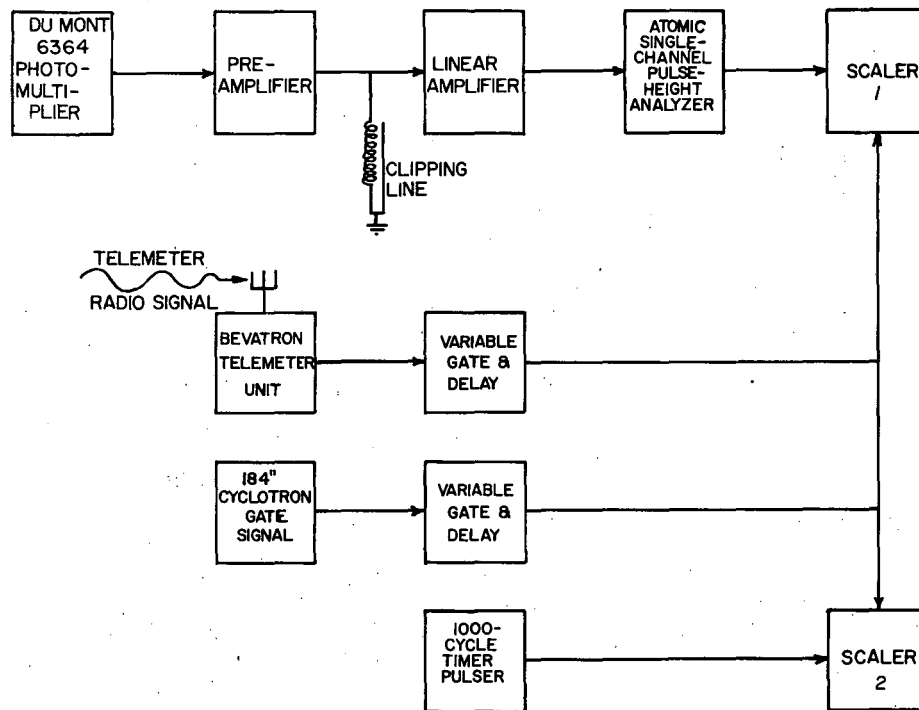 DU MONT
6364
PHOTO-
MULTI-
PLIER
PRE-
AMPLIFIER
LINEAR
AMPLIFIER
ATOMIC
SINGLE-
CHANNEL
PULSE-
HEIGHT
ANALYZER
SCALER
1
CLIPPING
LINE
TELEMETER
RADIO SIGNAL
BEVATRON
TELEMETER
UNIT
VARIABLE
GATE &
DELAY
184"
CYCLOTRON
GATE
SIGNAL
VARIABLE
GATE &
DELAY
1000-
CYCLE
TIMER
PULSER
SCALER
2